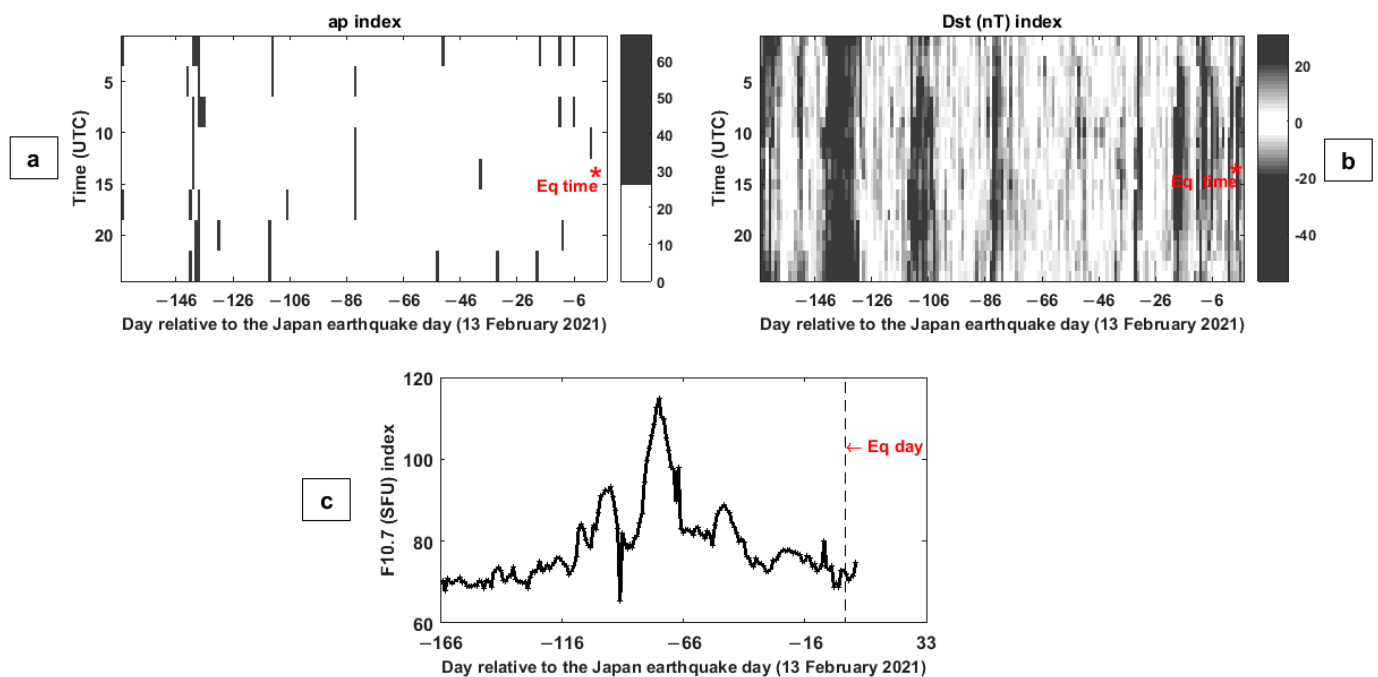 ap index
a
Time (UTC)
5
10
15
20
Eq time
*
60
50
40
30
20
10
0
−146 −126 −106 −86 −66 −46 −26 −6
Day relative to the Japan earthquake day (13 February 2021)
Dst (nT) index
b
Time (UTC)
5
10
15
20
Eq time
*
20
0
-20
-40
−146 −126 −106 −86 −66 −46 −26 −6
Day relative to the Japan earthquake day (13 February 2021)
c
F10.7 (SFU) index
120
100
80
60
← Eq day
−166 −116 −66 −16 33
Day relative to the Japan earthquake day (13 February 2021)